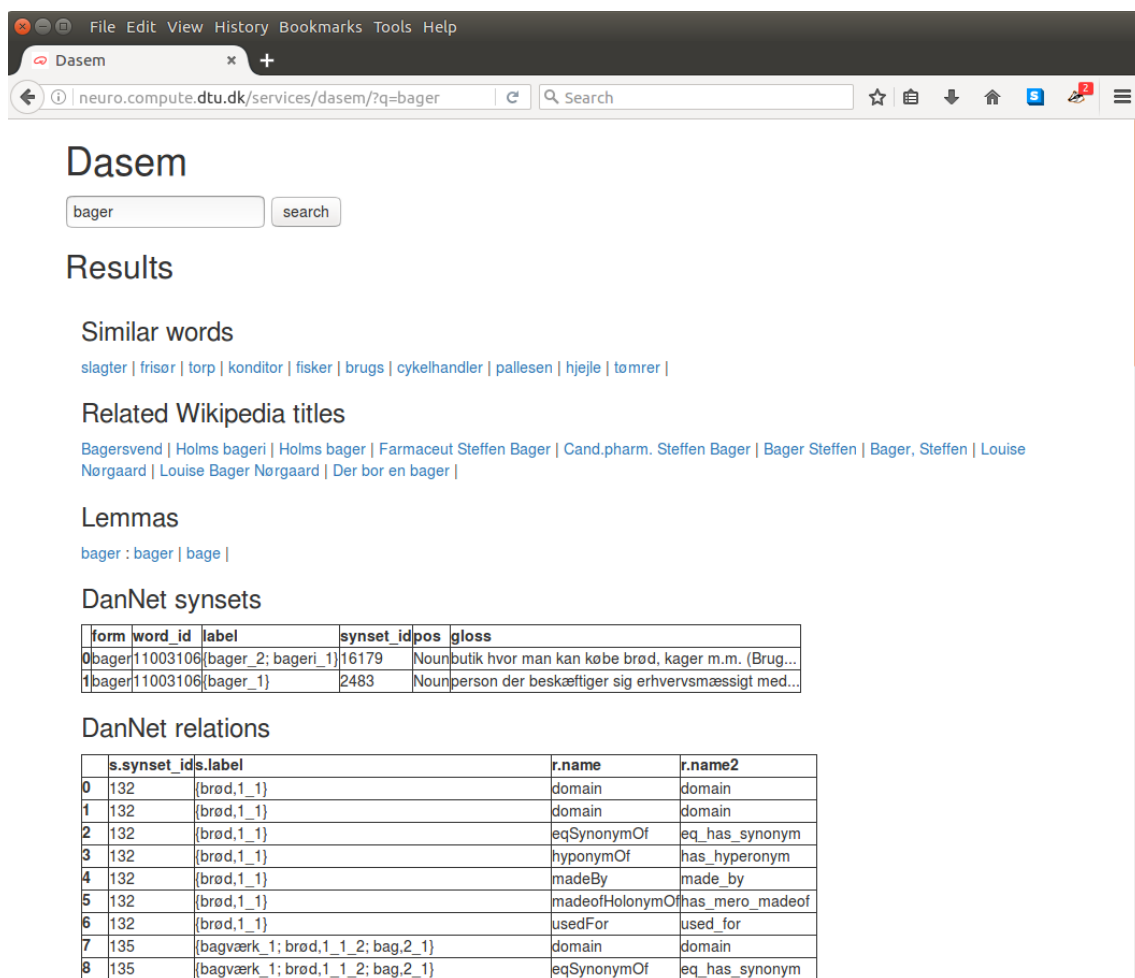 File Edit View History Bookmarks Tools Help
Dasem
neuro.compute.dtu.dk/services/dasem/?q=bager Search S 2
Dasem
bager search
Results
Similar words
slagter | frisør | torp | konditor | fisker | brugs | cykelhandler | pallesen | hjejle | tømrer |
Related Wikipedia titles
Bagersvend | Holms bageri | Holms bager | Farmaceut Steffen Bager | Cand.pharm. Steffen Bager | Bager Steffen | Bager, Steffen | Louise
Nørgaard | Louise Bager Nørgaard | Der bor en bager |
Lemmas
bager : bager | bage |
DanNet synsets
form word_id label synset_id pos gloss
0 bager 11003106 {bager_2; bageri_1} 16179 Noun butik hvor man kan købe brød, kager m.m. (Brug...
1 bager 11003106 {bager_1} 2483 Noun person der beskæftiger sig erhvervsmæssigt med...
DanNet relations
s.synset_id s.label r.name r.name2
0 132 {brød,1_1} domain domain
1 132 {brød,1_1} domain domain
2 132 {brød,1_1} eqSynonymOf eq_has_synonym
3 132 {brød,1_1} hyponymOf has_hyperonym
4 132 {brød,1_1} madeBy made_by
5 132 {brød,1_1} madeofHolonymOf has_mero_madeof
6 132 {brød,1_1} usedFor used_for
7 135 {bagværk_1; brød,1_1_2; bag,2_1} domain domain
8 135 {bagværk_1; brød,1_1_2; bag,2_1} eqSynonymOf eq_has_synonym